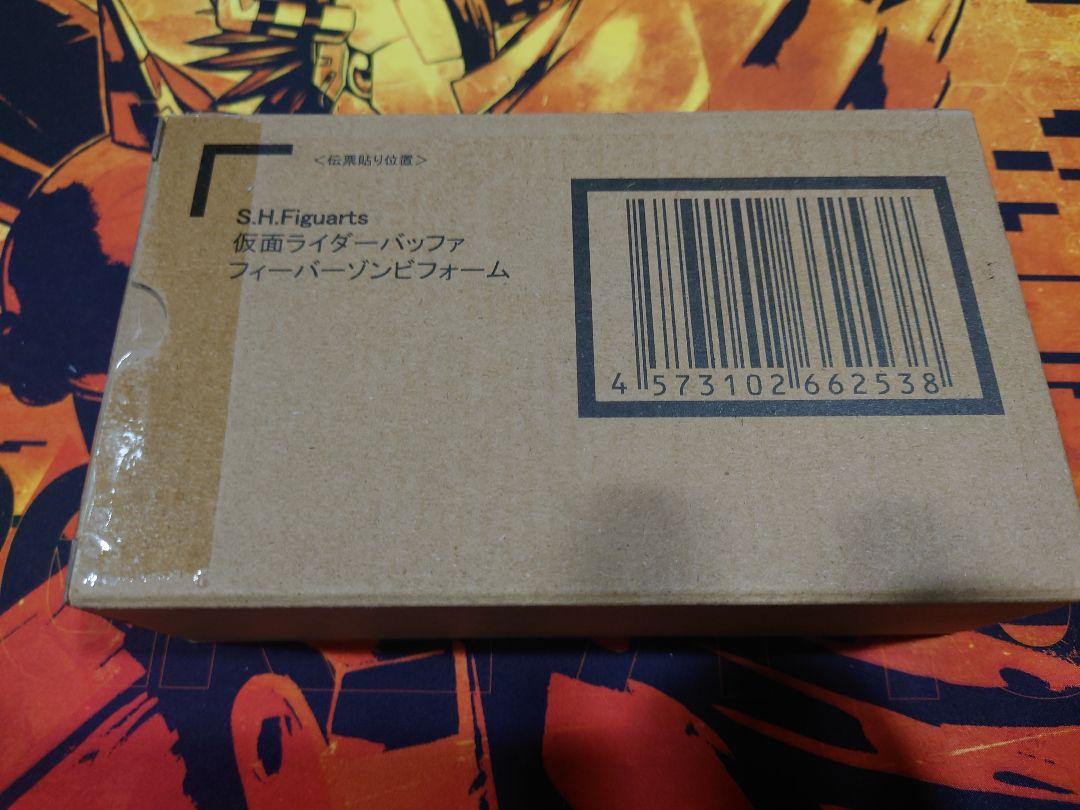 <伝票貼り位置>
S.H.Figuarts
仮面ライダーバッファ
フィーバーゾンビフォーム
4 573102 662538